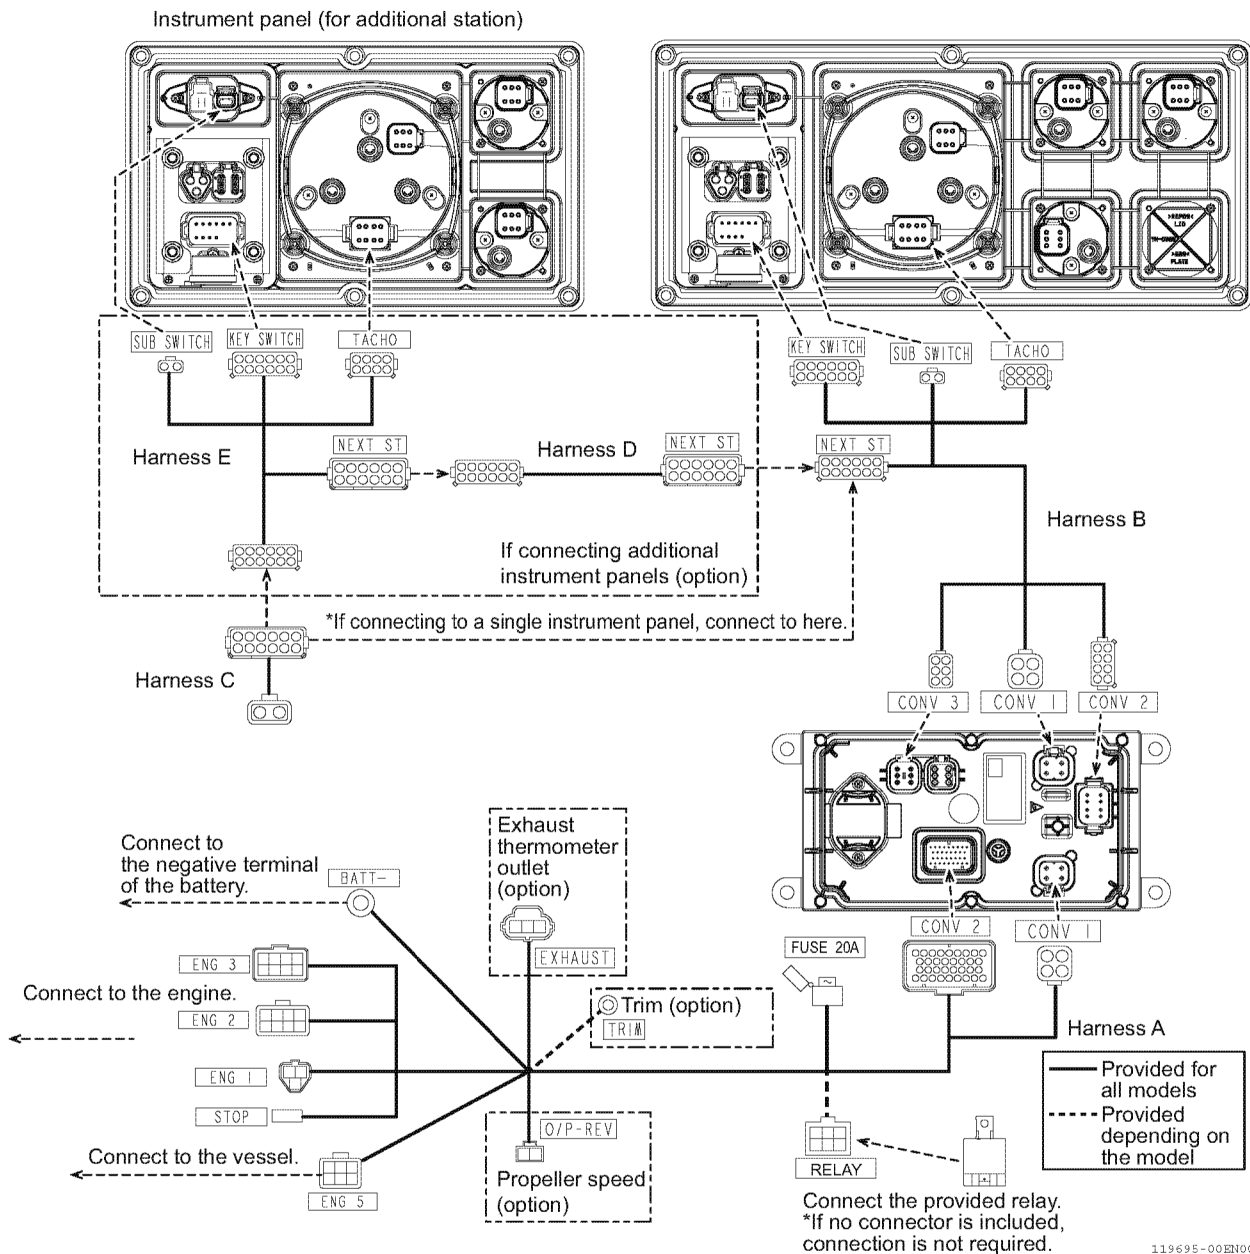 Instrument panel (for additional station)
SUB SWITCH
KEY SWITCH
TACHO
KEY SWITCH
SUB SWITCH
TACHO
Harness E
NEXT ST
Harness D
NEXT ST
NEXT ST
Harness B
If connecting additional
instrument panels (option)
*If connecting to a single instrument panel, connect to here.
Harness C
CONV 3
CONV 1
CONV 2
Connect to
the negative terminal
of the battery.
BATT-
Exhaust
thermometer
outlet
(option)
EXHAUST
CONV 2
CONV 1
FUSE 20A
ENG 3
Connect to the engine.
ENG 2
Trim (option)
TRIM
Harness A
ENG 1
STOP
Provided for
all models
Provided
depending on
the model
O/P-REV
Connect to the vessel.
Propeller speed
(option)
ENG 5
RELAY
Connect the provided relay.
*If no connector is included,
connection is not required.